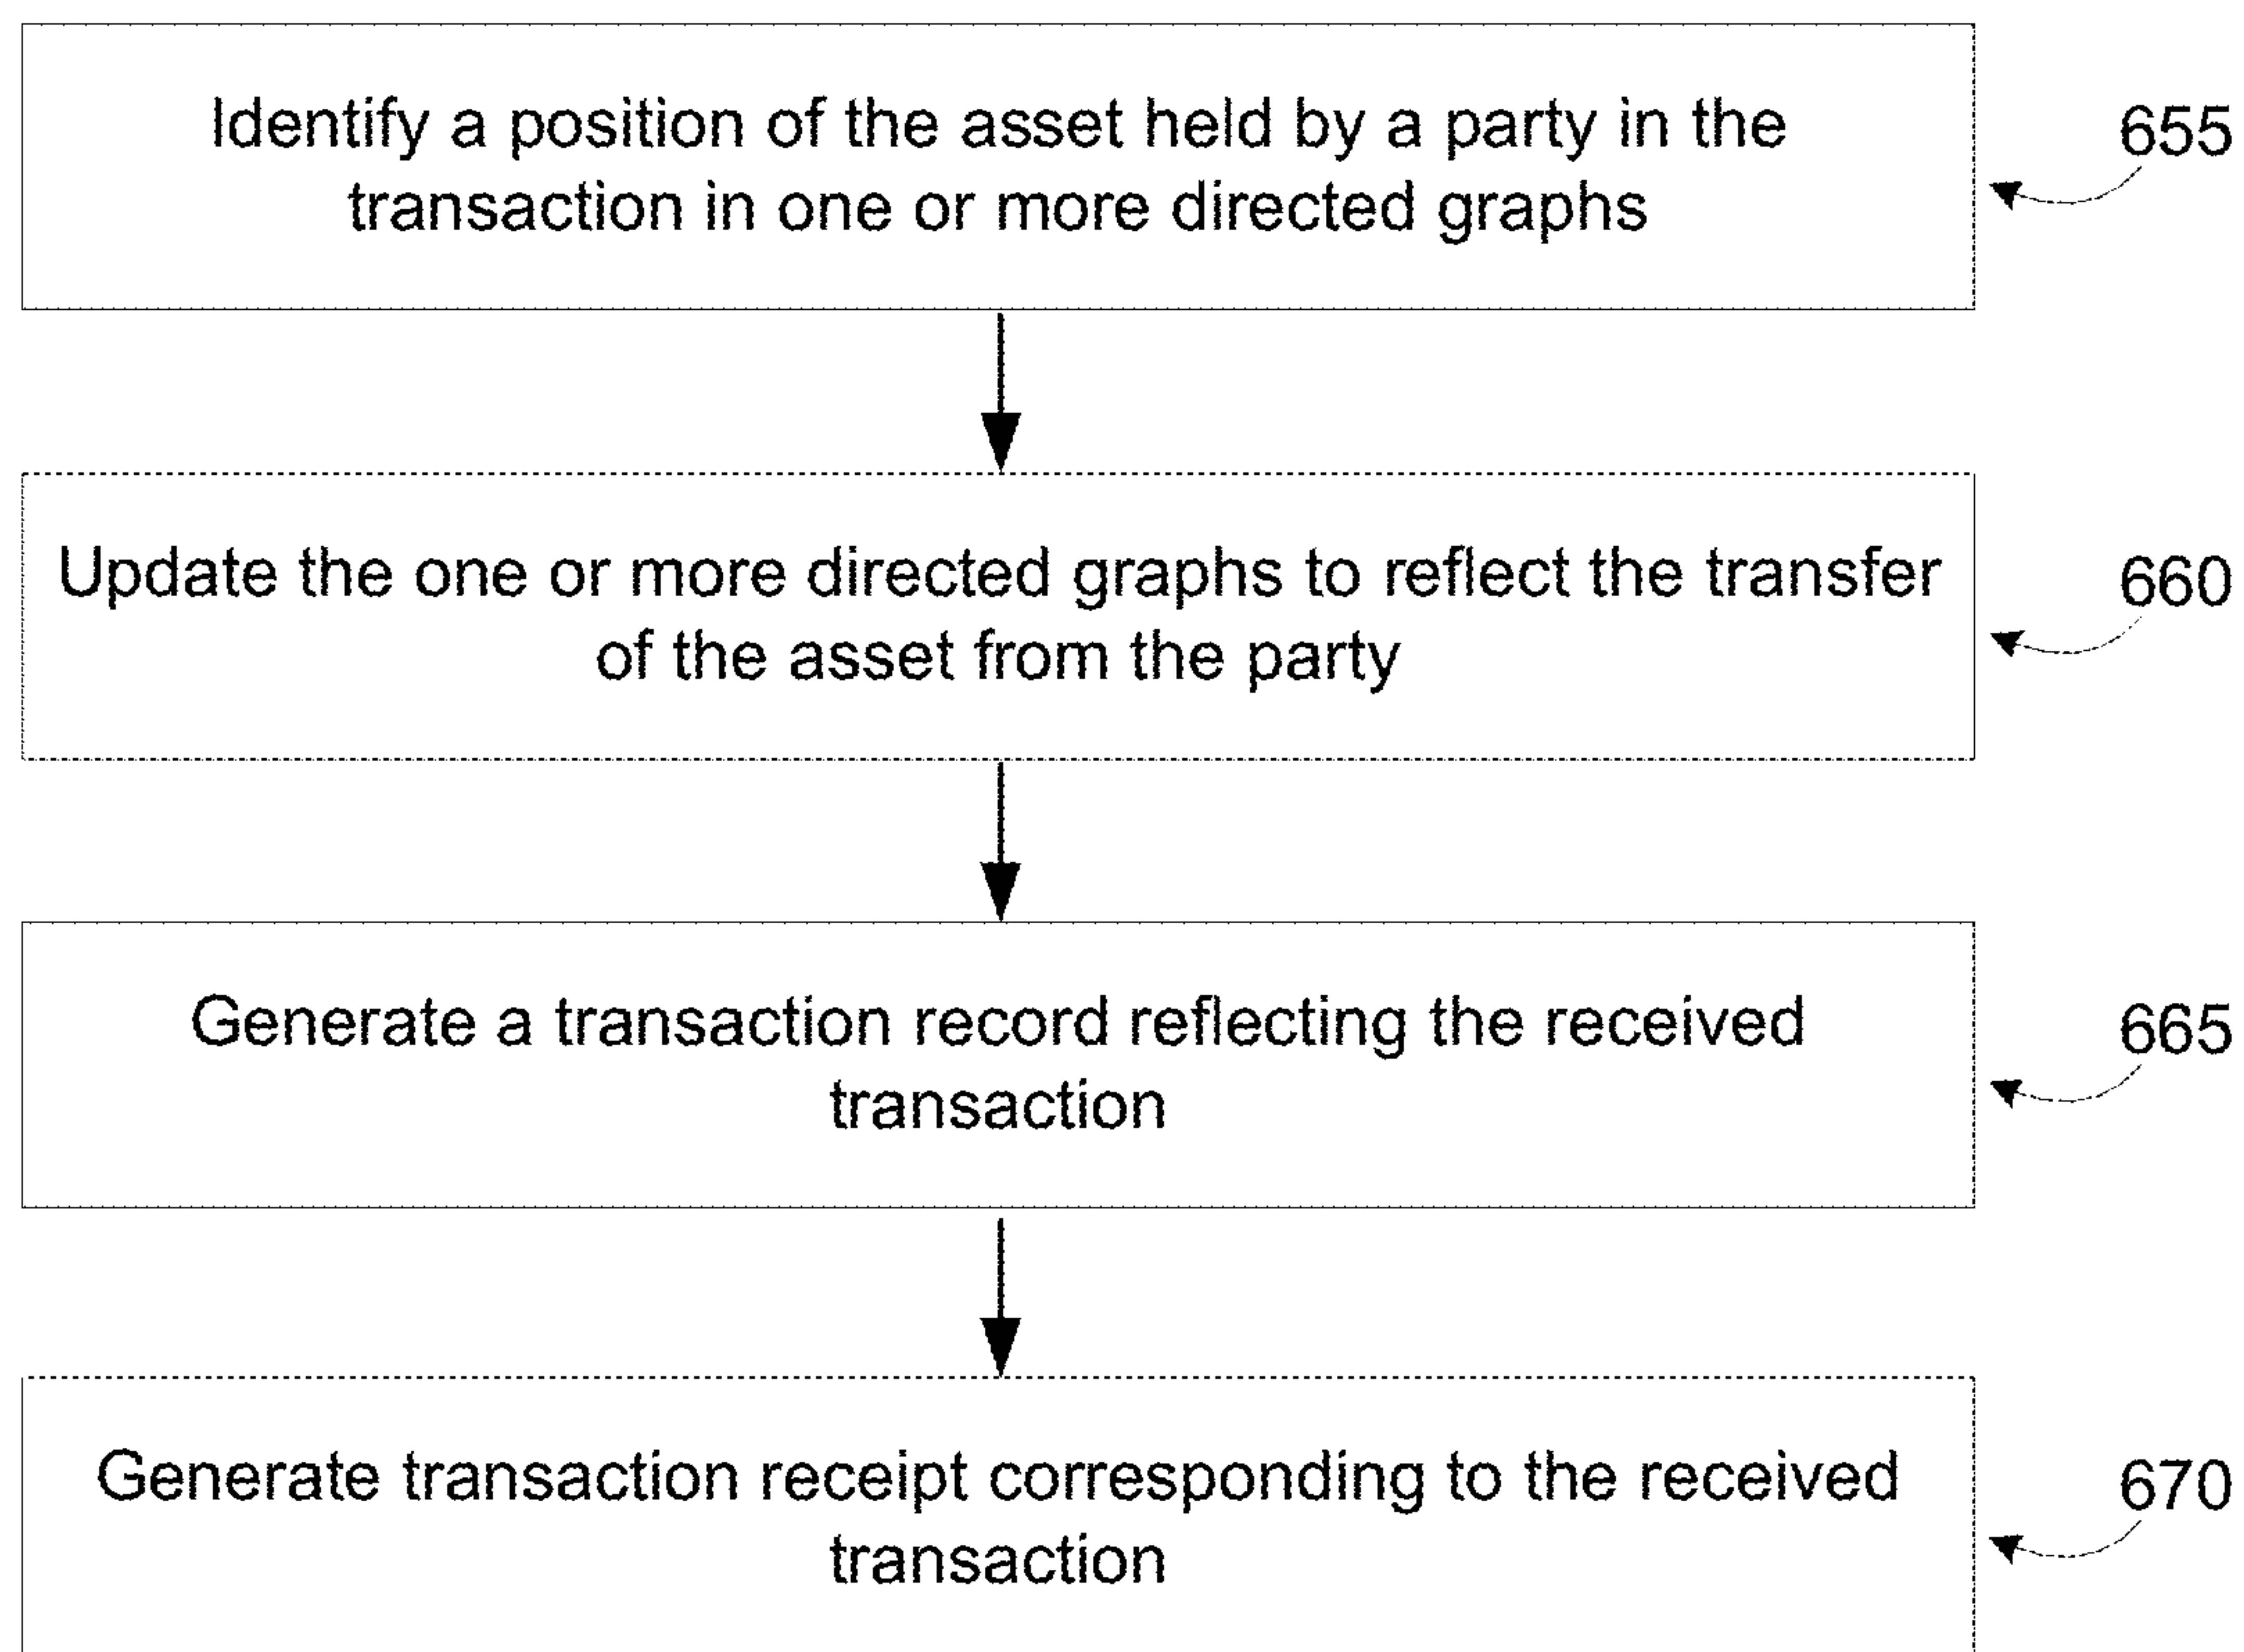 Identify a position of the asset held by a party in the
transaction in one or more directed graphs
655
Update the one or more directed graphs to reflect the transfer
of the asset from the party
660
Generate a transaction record reflecting the received
transaction
665
Generate transaction receipt corresponding to the received
transaction
670